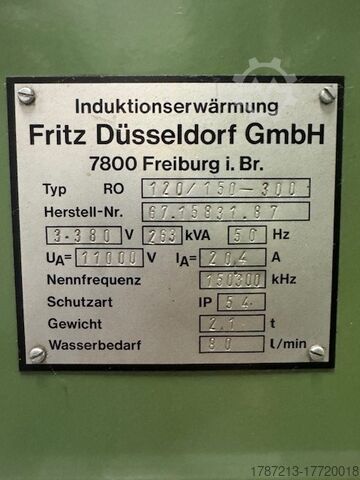 Induktionserwärmung
Fritz Düsseldorf GmbH
7800 Freiburg i. Br.
Typ RO 120/150-300
Herstell-Nr. 67.15831.87
3·380 V 263 kVA 50 Hz
UA= 11000 V IA= 20,4 A
Nennfrequenz 150300 kHz
Schutzart IP 54
Gewicht 2.1 t
Wasserbedarf 80 l/min
1787213-17720018